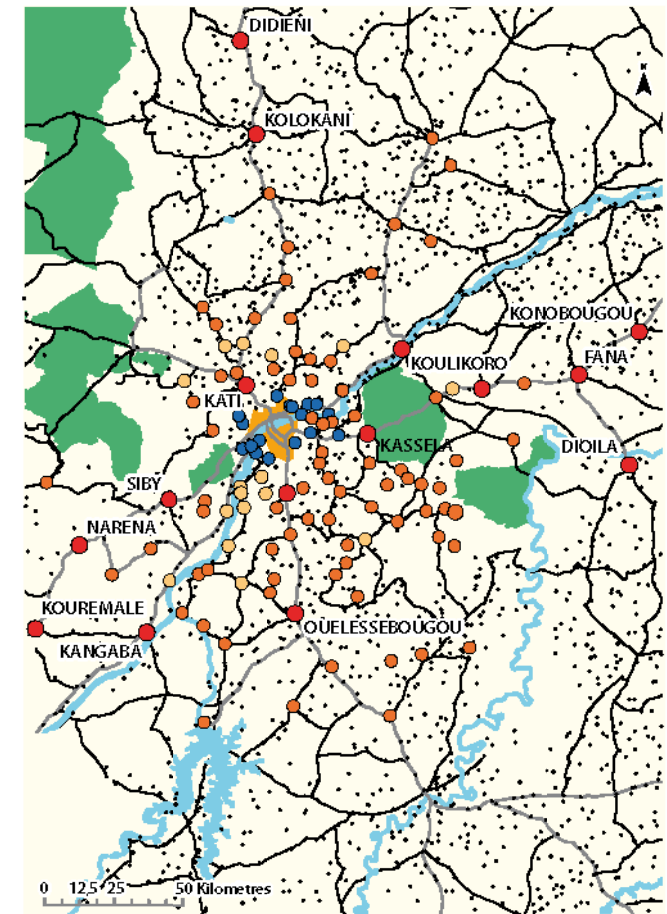 DIDIENI
N
KOLOKANI
KONOBOUGOU
KOULIKORO
FANA
KATI
KASSELA
DIOILA
SIBY
NARENA
KOUREMALE
OUELESSEBOUGOU
KANGABA
0 12,5 25 50 Kilometres